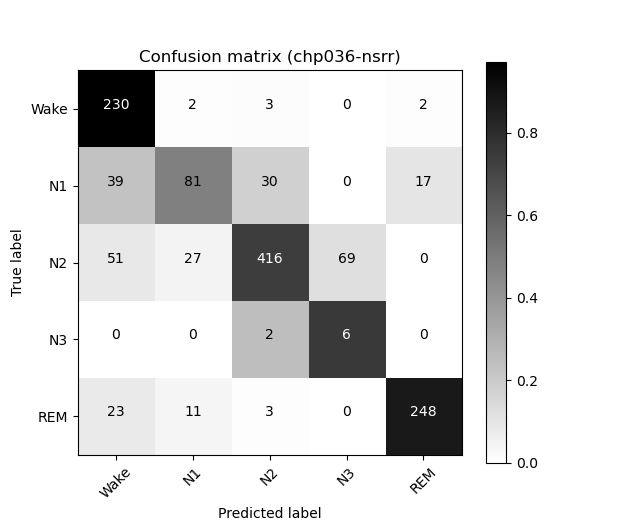 Confusion matrix (chp036-nsrr)
Wake 230 2 3 0 2
N1 39 81 30 0 17
N2 51 27 416 69 0
N3 0 0 2 6 0
REM 23 11 3 0 248
Wake N1 N2 N3 REM
Predicted label
True label
0.8
0.6
0.4
0.2
0.0